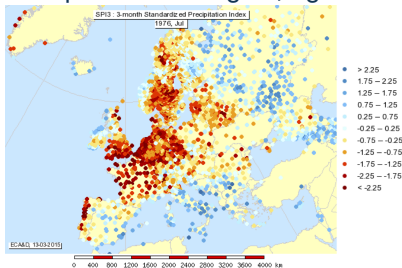 SPI3 : 3-month Standardized Precipitation Index
1976, Jul
> 2.25
1.75 – 2.25
1.25 – 1.75
0.75 – 1.25
0.25 – 0.75
-0.25 – 0.25
-0.75 – -0.25
-1.25 – -0.75
-1.75 – -1.25
-2.25 – -1.75
< -2.25
ECA&D, 13-03-2015
0 400 800 1200 1600 2000 2400 2800 3200 3600 4000 km